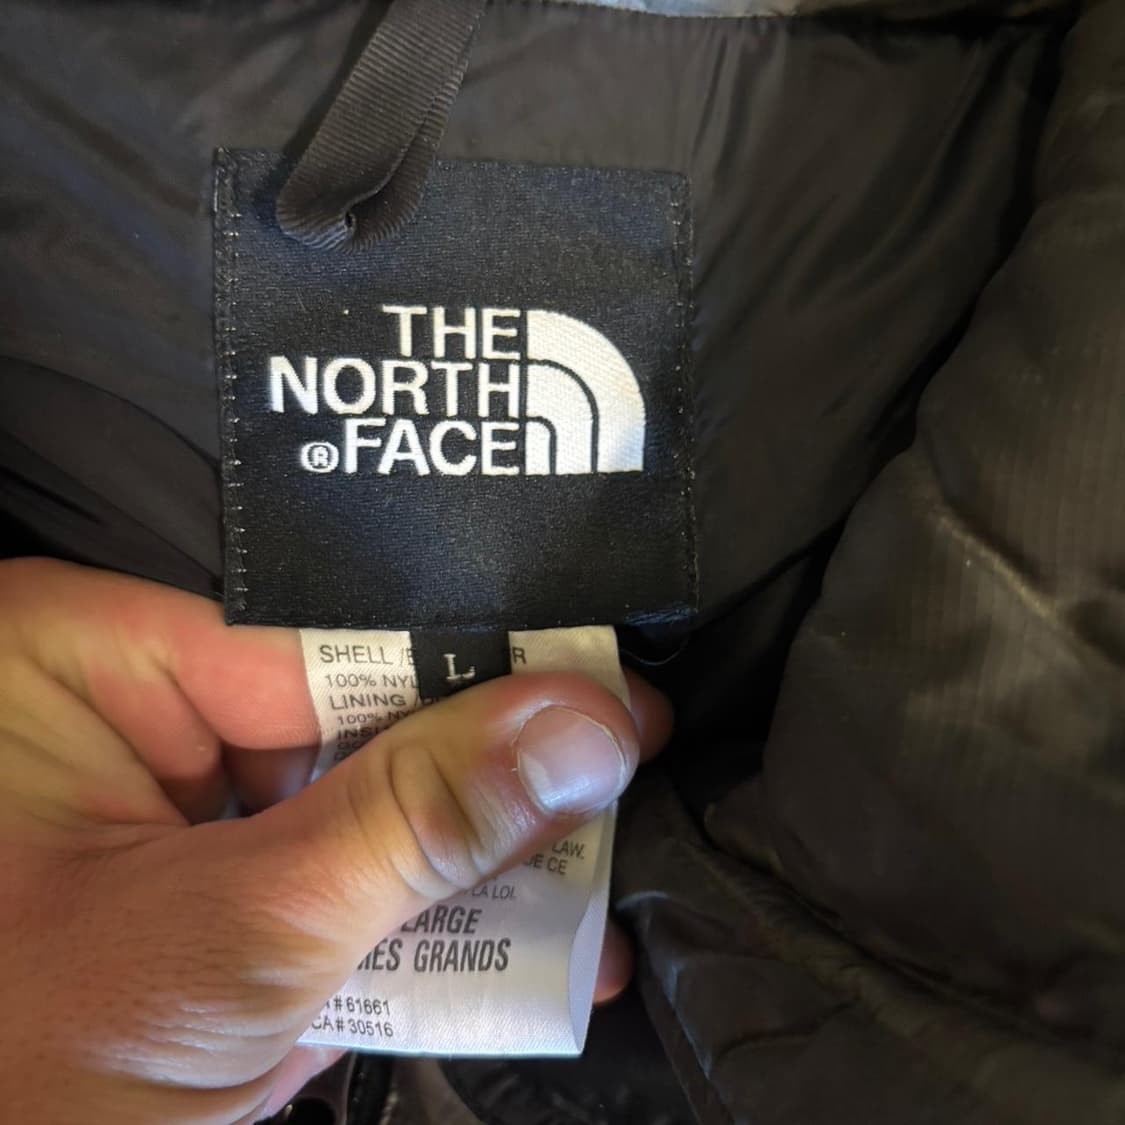 THE
NORTH
®FACE
L
SHELL /E R
100% NYL
LINING
100% NY
LAW.
DE CE
LA LOI.
LARGE
MES GRANDS
#61661
CA#30516